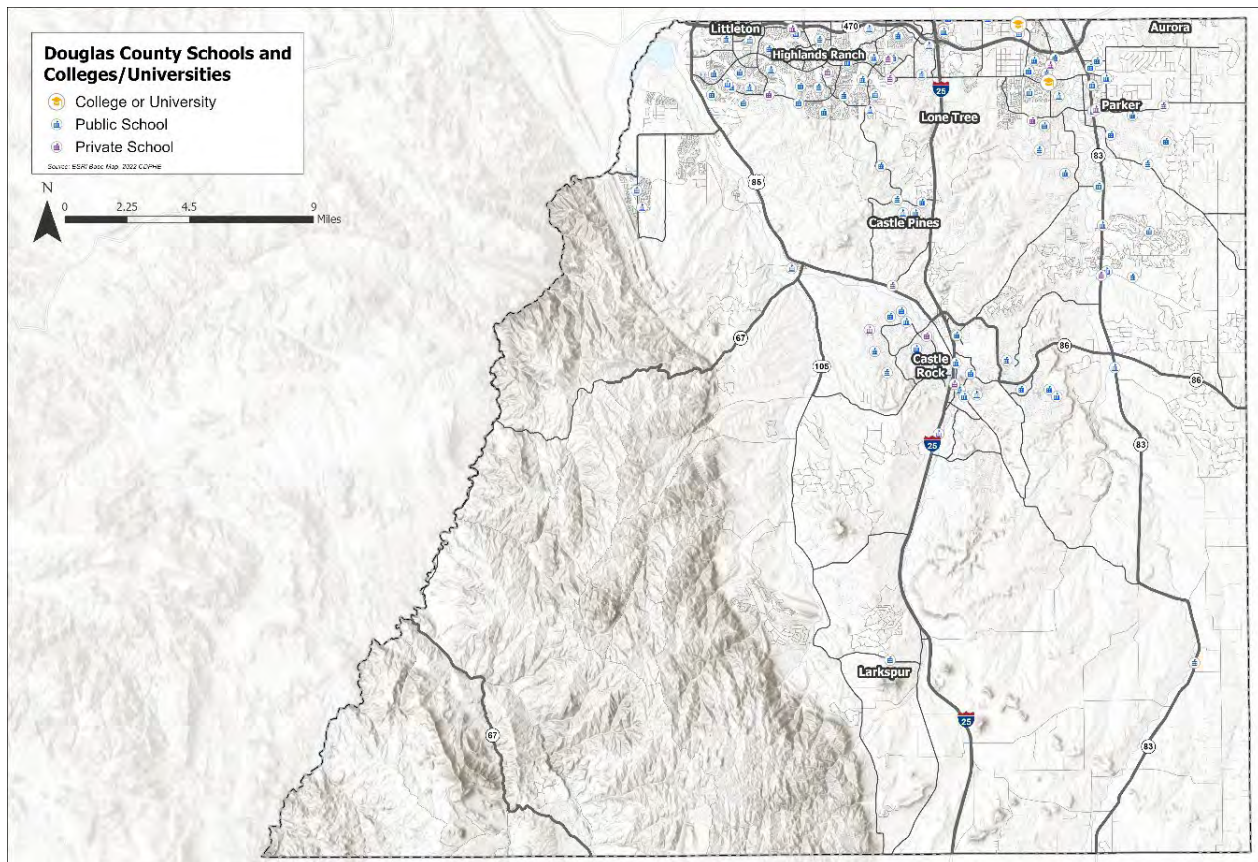 Douglas County Schools and
Colleges/Universities
College or University
Public School
Private School
Source: ESRI Base Map, 2022 CDPHE
N
0 2.25 4.5 9
Miles
Littleton
470
Aurora
Highlands Ranch
25
Parker
Lone Tree
83
85
Castle Pines
67
86
Castle
Rock
105
86
25
83
Larkspur
25
67
83